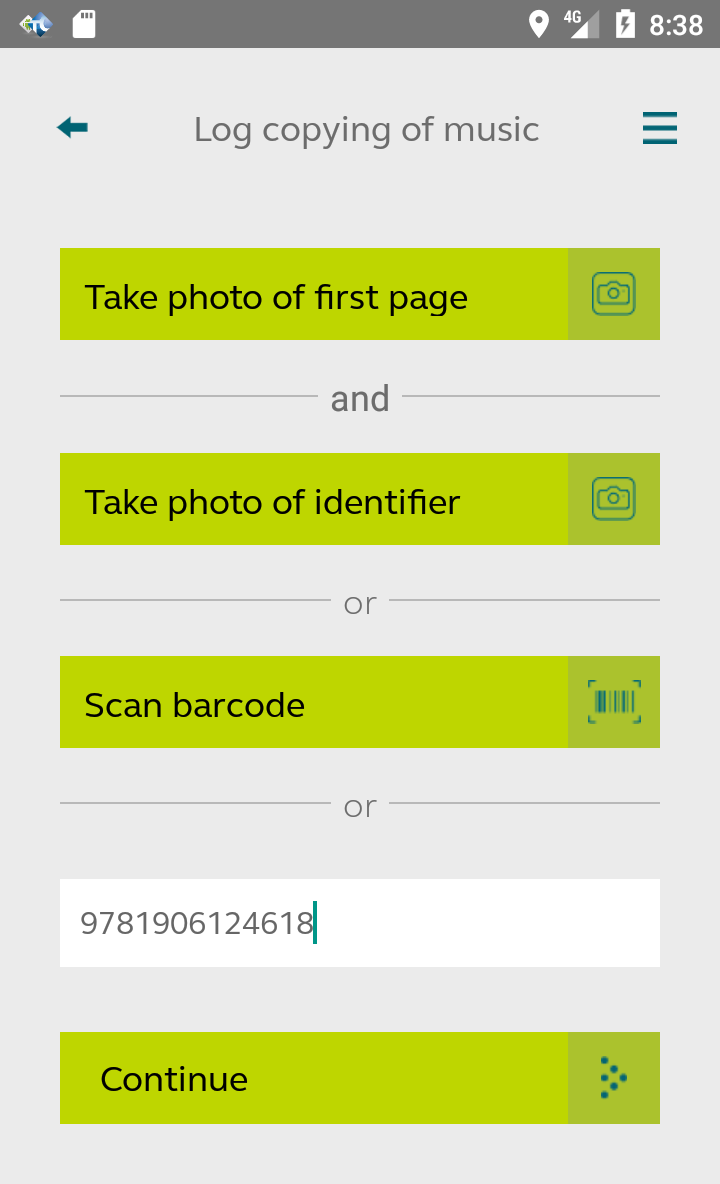 4G 8:38
Log copying of music
Take photo of first page
and
Take photo of identifier
or
Scan barcode
or
9781906124618
Continue